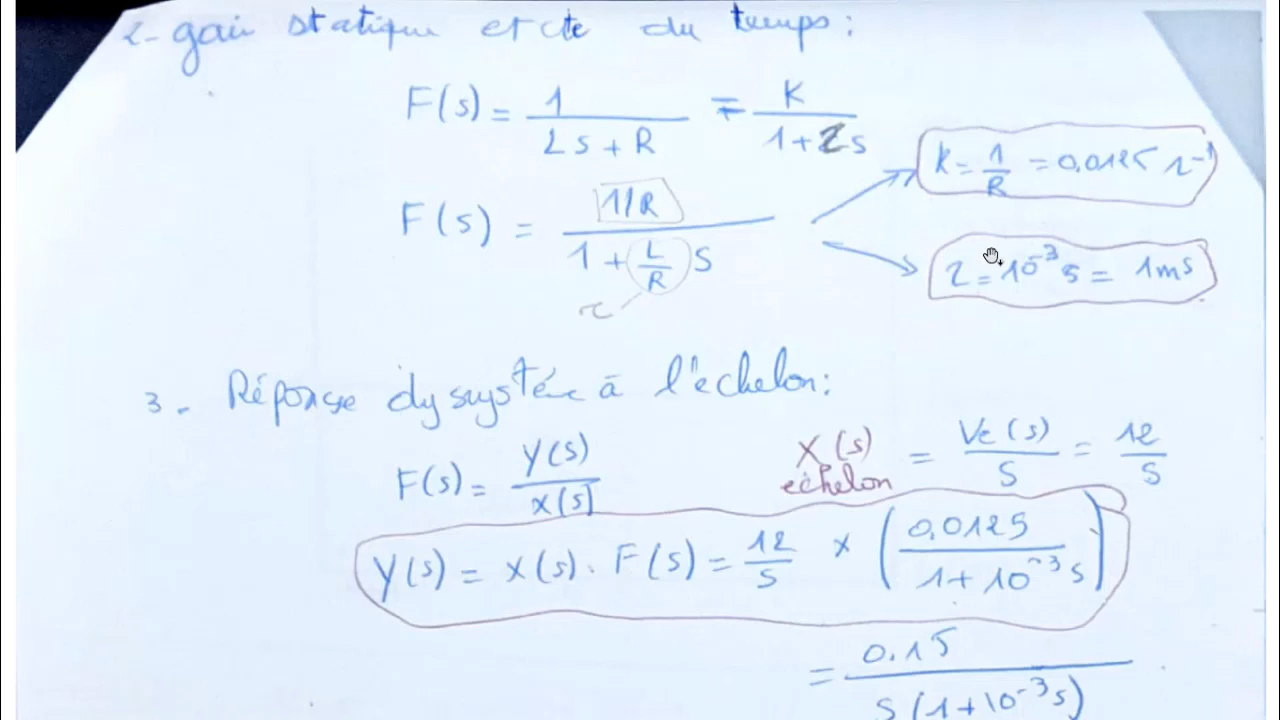 2- gain statique et cte du temps :
F(s) = 1 / (Ls + R) = K / (1 + τs)
K = 1/R = 0,0125 Ω⁻¹
F(s) = (1/R) / (1 + (L/R) s)
τ = 10⁻³ s = 1ms
τ
3 - Réponse du système à l'échelon :
F(s) = Y(s) / X(s)
X(s) échelon = Ve(s) / S = 12 / S
Y(s) = X(s) . F(s) = 12/S × (0,0125 / (1 + 10⁻³ s))
= 0.15 / (S (1 + 10⁻³ s))